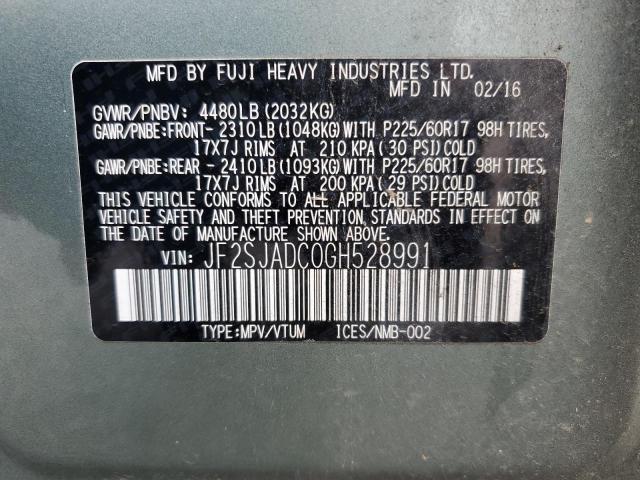 MFD BY FUJI HEAVY INDUSTRIES LTD.
MFD IN 02/16
GVWR/PNBV: 4480LB (2032KG)
GAWR/PNBE:FRONT- 2310LB (1048KG)WITH P225/60R17 98H TIRES,
17X7J RIMS AT 210 KPA (30 PSI)COLD
GAWR/PNBE:REAR - 2410LB (1093KG)WITH P225/60R17 98H TIRES,
17X7J RIMS AT 200 KPA (29 PSI)COLD
THIS VEHICLE CONFORMS TO ALL APPLICABLE FEDERAL MOTOR
VEHICLE SAFETY AND THEFT PREVENTION STANDARDS IN EFFECT ON
THE DATE OF MANUFACTURE SHOWN ABOVE.
VIN: JF2SJADC0GH528991
TYPE:MPV/VTUM ICES/NMB-002